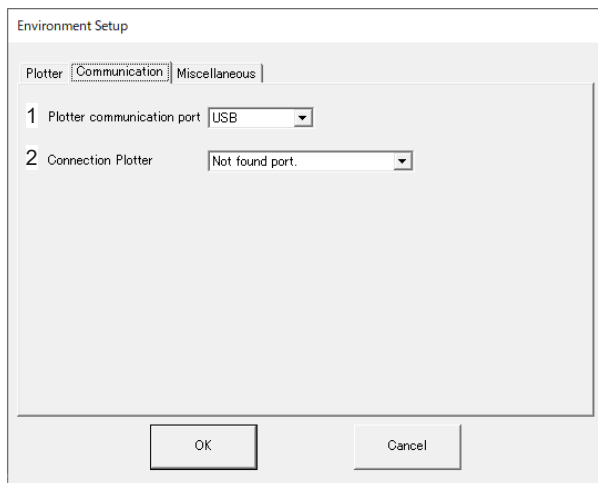 Environment Setup
Plotter Communication Miscellaneous
1 Plotter communication port USB
2 Connection Plotter Not found port.
OK Cancel